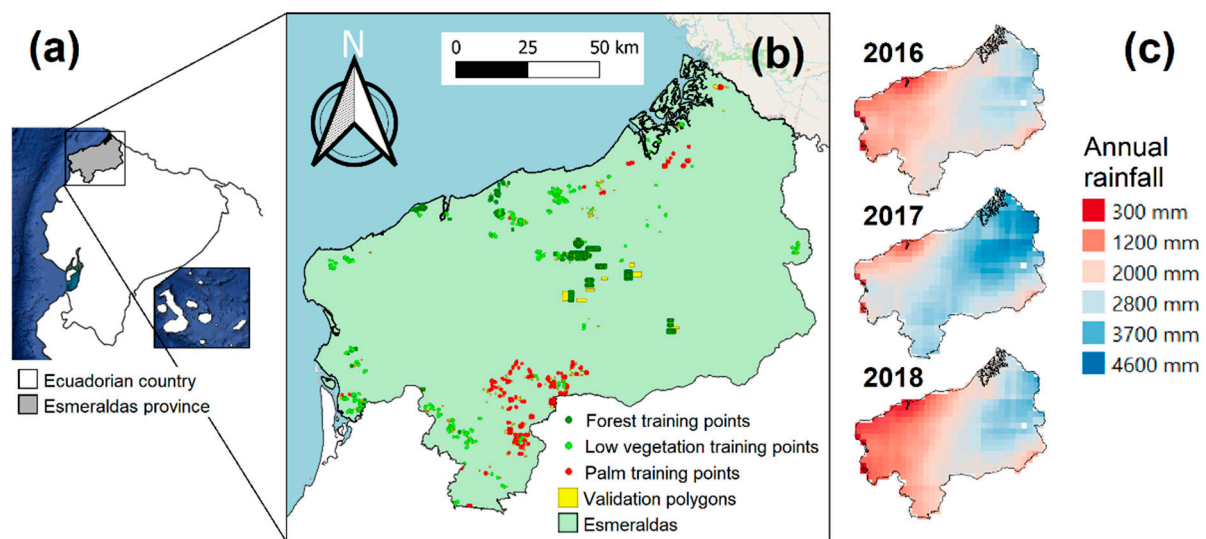 (a)
Ecuadorian country
Esmeraldas province
N
0 25 50 km
(b)
Forest training points
Low vegetation training points
Palm training points
Validation polygons
Esmeraldas
(c)
2016
2017
2018
Annual
rainfall
300 mm
1200 mm
2000 mm
2800 mm
3700 mm
4600 mm